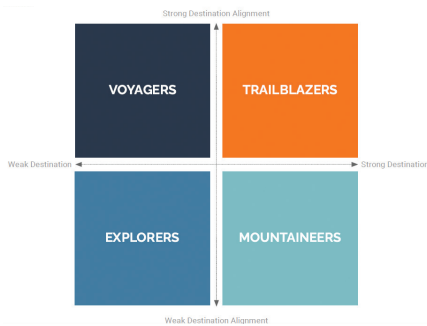 Strong Destination Alignment
VOYAGERS
TRAILBLAZERS
Weak Destination
Strong Destination
EXPLORERS
MOUNTAINEERS
Weak Destination Alignment